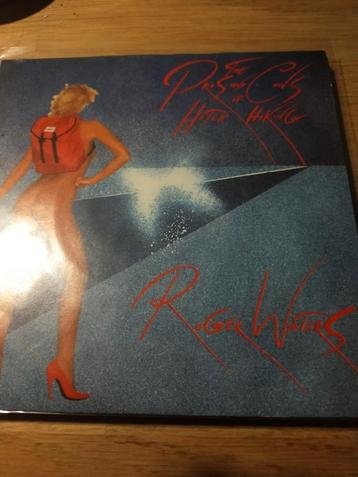 The
Pros and Cons
of
Hitch Hiking
Roger Waters